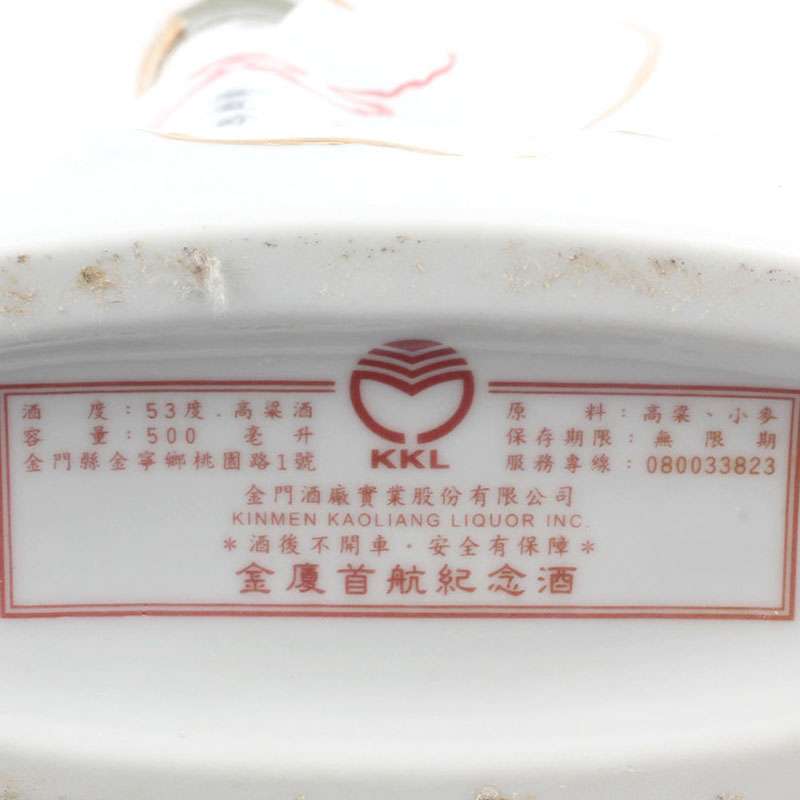 酒 度：53度．高粱酒
容 量：500 毫升
金門縣金寧鄉桃園路1號
KKL
原 料：高粱、小麥
保存期限：無限期
服務專線：080033823
金門酒廠實業股份有限公司
KINMEN KAOLIANG LIQUOR INC.
＊酒後不開車．安全有保障＊
金廈首航紀念酒